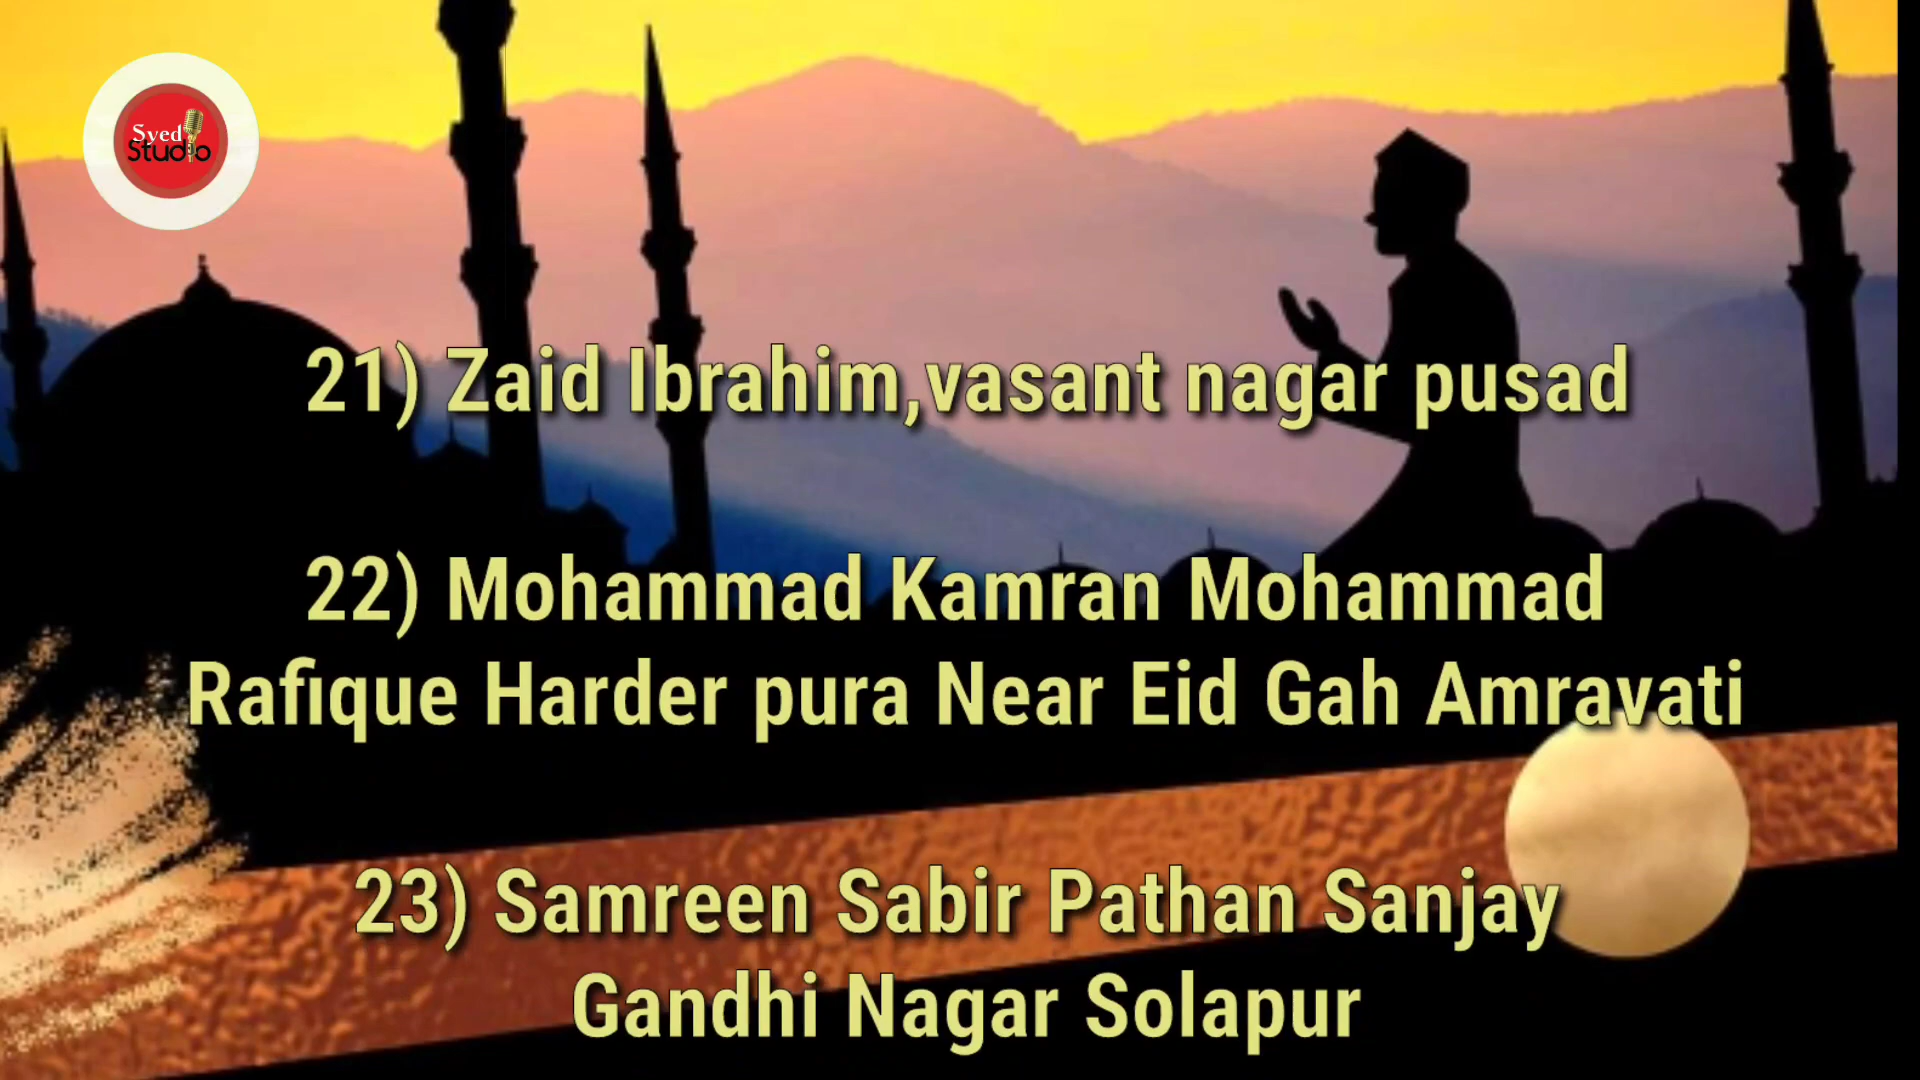 Syed
Studio
21) Zaid Ibrahim,vasant nagar pusad
22) Mohammad Kamran Mohammad
Rafique Harder pura Near Eid Gah Amravati
23) Samreen Sabir Pathan Sanjay
Gandhi Nagar Solapur